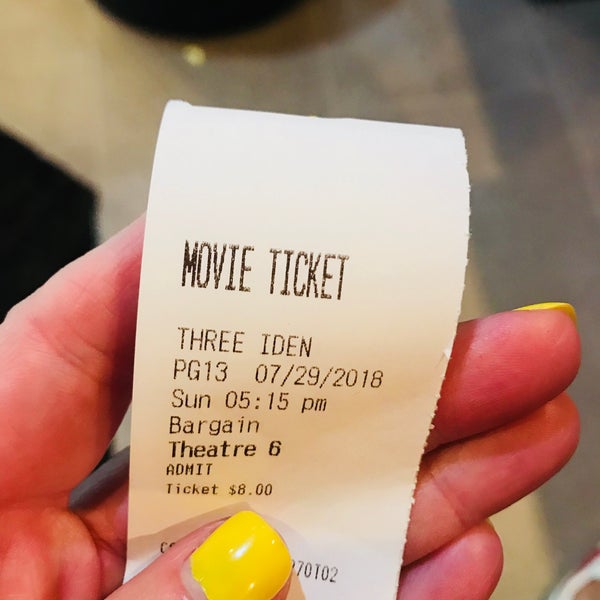 MOVIE TICKET
THREE IDEN
PG13 07/29/2018
Sun 05:15 pm
Bargain
Theatre 6
ADMIT
Ticket $8.00